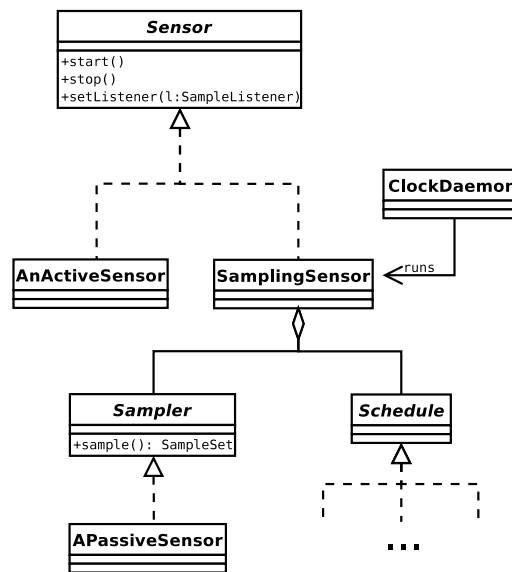 Sensor
+start()
+stop()
+setListener(l:SampleListener)
ClockDaemon
AnActiveSensor
SamplingSensor
runs
Sampler
+sample(): SampleSet
Schedule
APassiveSensor
...